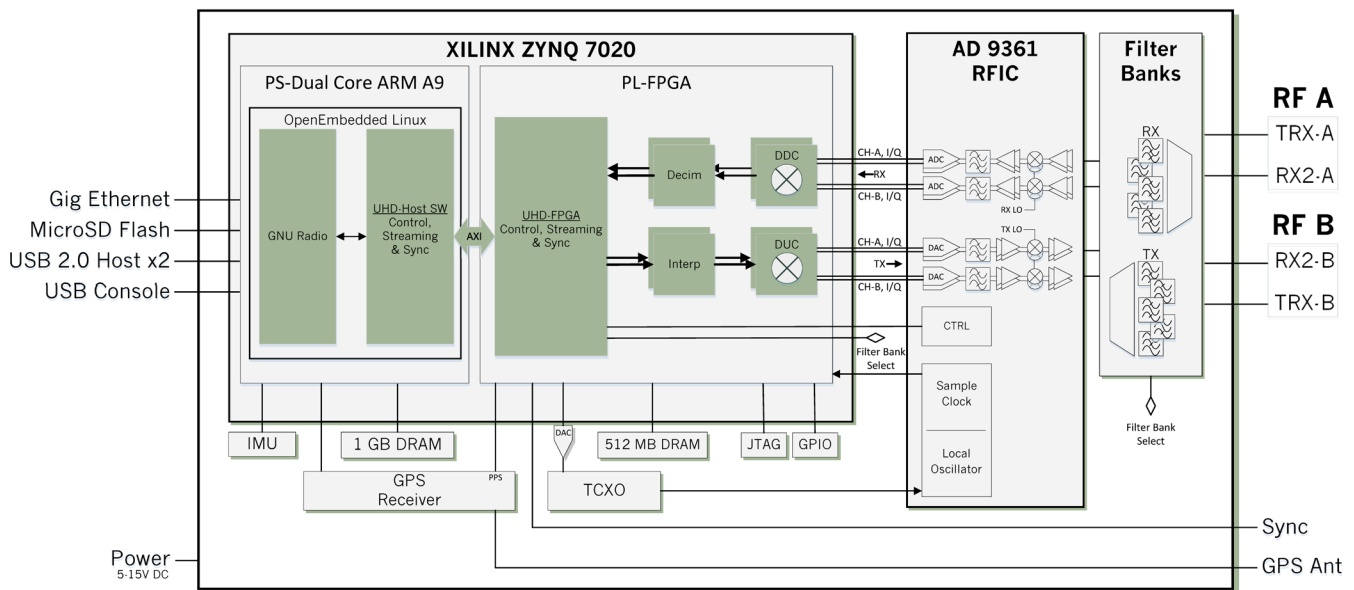 XILINX ZYNQ 7020
PS-Dual Core ARM A9
OpenEmbedded Linux
GNU Radio
UHD-Host SW
Control,
Streaming
& Sync
AXI
PL-FPGA
UHD-FPGA
Control, Streaming
& Sync
Decim
DDC
Interp
DUC
CH-A, I/Q
RX
CH-B, I/Q
CH-A, I/Q
TX
CH-B, I/Q
Filter Bank
Select
AD 9361
RFIC
ADC
ADC
RX LO
TX LO
DAC
DAC
CTRL
Sample
Clock
Local
Oscillator
Filter
Banks
RX
TX
Filter Bank
Select
RF A
TRX-A
RX2-A
RF B
RX2-B
TRX-B
Gig Ethernet
MicroSD Flash
USB 2.0 Host x2
USB Console
IMU
1 GB DRAM
DAC
512 MB DRAM
JTAG
GPIO
GPS
Receiver
PPS
TCXO
Sync
GPS Ant
Power
5-15V DC